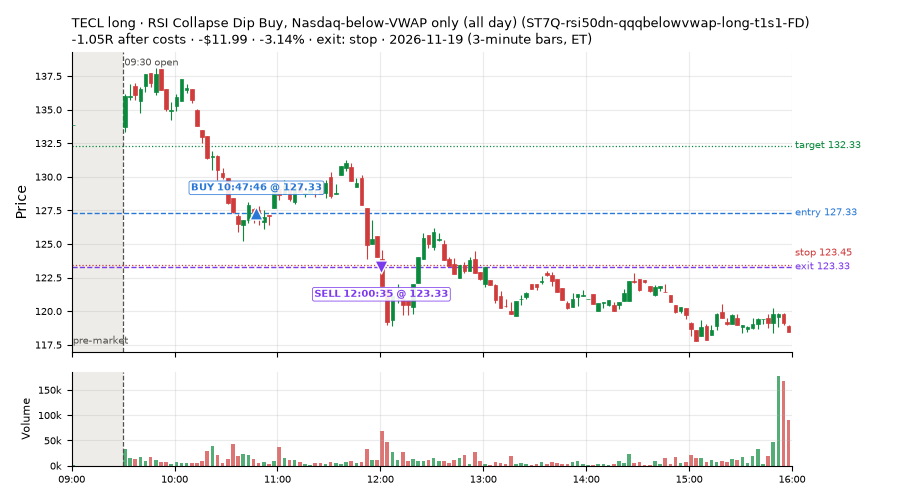 TECL long · RSI Collapse Dip Buy, Nasdaq-below-VWAP only (all day) (ST7Q-rsi50dn-qqqbelowvwap-long-t1s1-FD)
-1.05R after costs · -$11.99 · -3.14% · exit: stop · 2026-11-19 (3-minute bars, ET)
09:30 open
137.5
135.0
132.5
130.0
127.5
125.0
122.5
120.0
117.5
Price
target 132.33
BUY 10:47:46 @ 127.33
entry 127.33
stop 123.45
exit 123.33
SELL 12:00:35 @ 123.33
pre-market
150k
100k
50k
0k
Volume
09:00
10:00
11:00
12:00
13:00
14:00
15:00
16:00